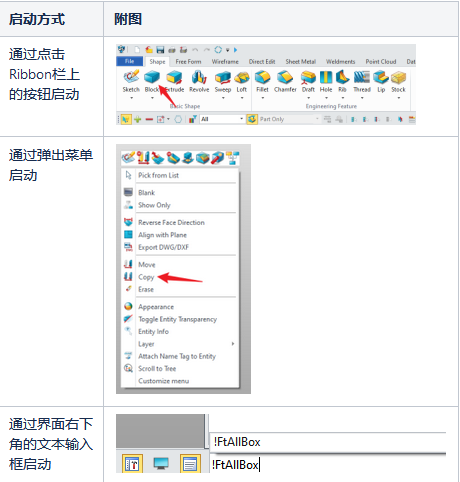 启动方式
附图
通过点击
Ribbon栏上
的按钮启动
File Shape Free Form Wireframe Direct Edit Sheet Metal Weldments Point Cloud Dat
Sketch Block Extrude Revolve Sweep Loft Fillet Chamfer Draft Hole Rib Thread Lip Stock
Basic Shape Engineering Feature
All Part Only
通过弹出菜单
启动
Pick from List
Blank
Show Only
Reverse Face Direction
Align with Plane
Export DWG/DXF
Move
Copy
Erase
Appearance
Toggle Entity Transparency
Entity Info
Layer
Attach Name Tag to Entity
Scroll to Tree
Customize menu
通过界面右下
角的文本输入
框启动
!FtAllBox
!FtAllBox